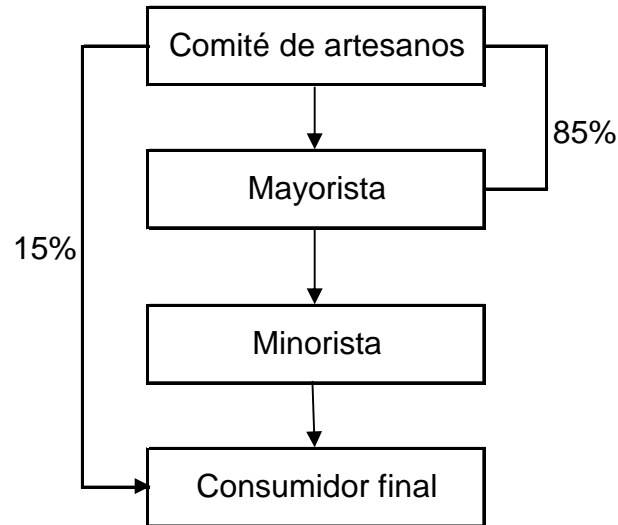 Comité de artesanos
85%
Mayorista
15%
Minorista
Consumidor final